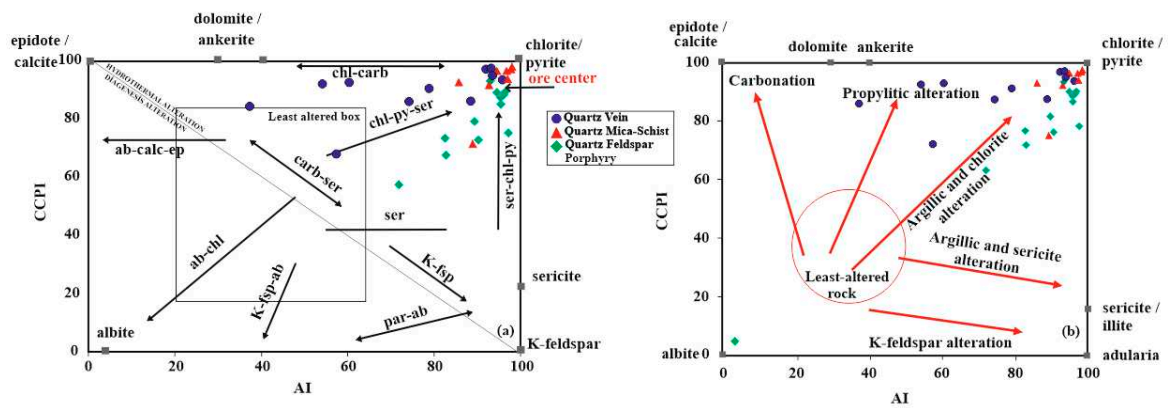 dolomite /
ankerite
epidote /
calcite
chlorite/
pyrite
ore center
HYDROTHERMAL ALTERATION
DIAGENESIS ALTERATION
chl-carb
Least altered box
chl-py-ser
ab-calc-ep
carb-ser
ser
ser-chl-py
ab-chl
K-fsp
K-fsp-ab
par-ab
sericite
albite
K-feldspar
(a)
100
80
60
40
20
0
CCPI
0
20
40
60
80
100
AI
Quartz Vein
Quartz Mica-Schist
Quartz Feldspar
Porphyry
epidote /
calcite
dolomite
ankerite
chlorite/
pyrite
Carbonation
Propylitic alteration
Argillic and chlorite
alteration
Argillic and sericite
alteration
Least-altered
rock
K-feldspar alteration
sericite /
illite
albite
adularia
(b)
100
80
60
40
20
0
CCPI
0
20
40
60
80
100
AI